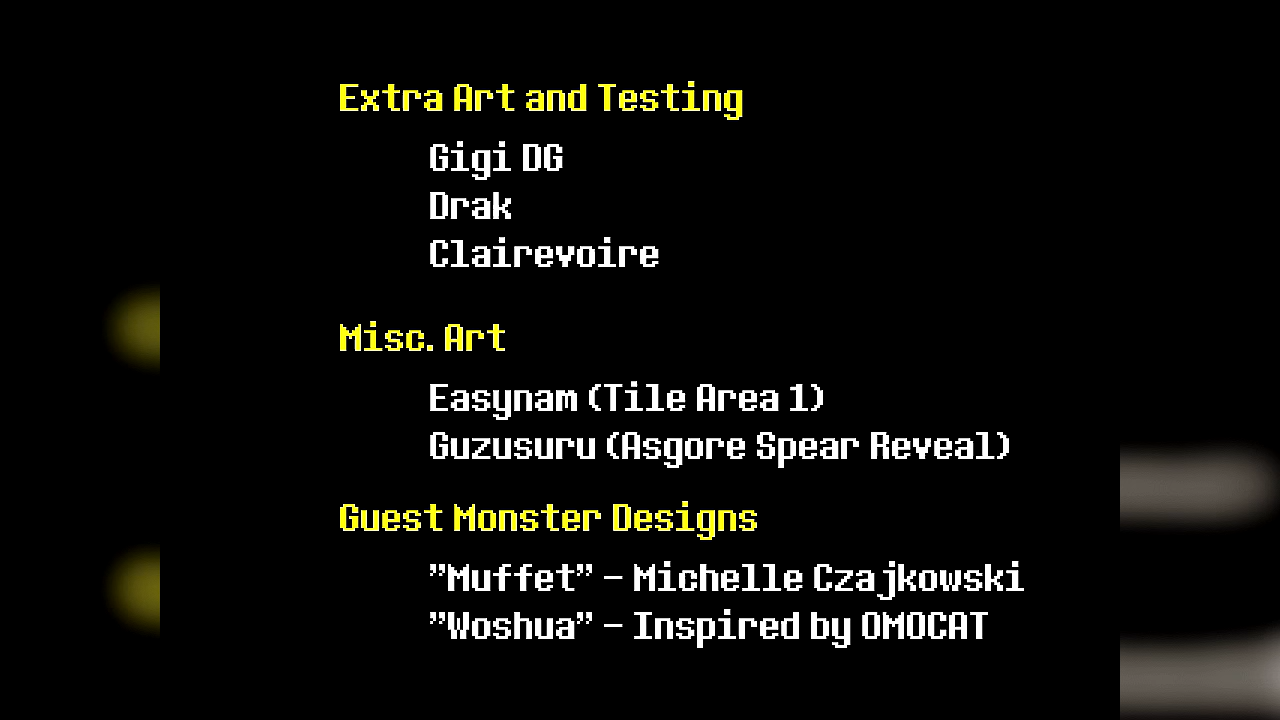 Extra Art and Testing
Gigi DG
Drak
Clairevoire
Misc. Art
Easynam (Tile Area 1)
Guzusuru (Asgore Spear Reveal)
Guest Monster Designs
"Muffet" - Michelle Czajkowski
"Woshua" - Inspired by OMOCAT